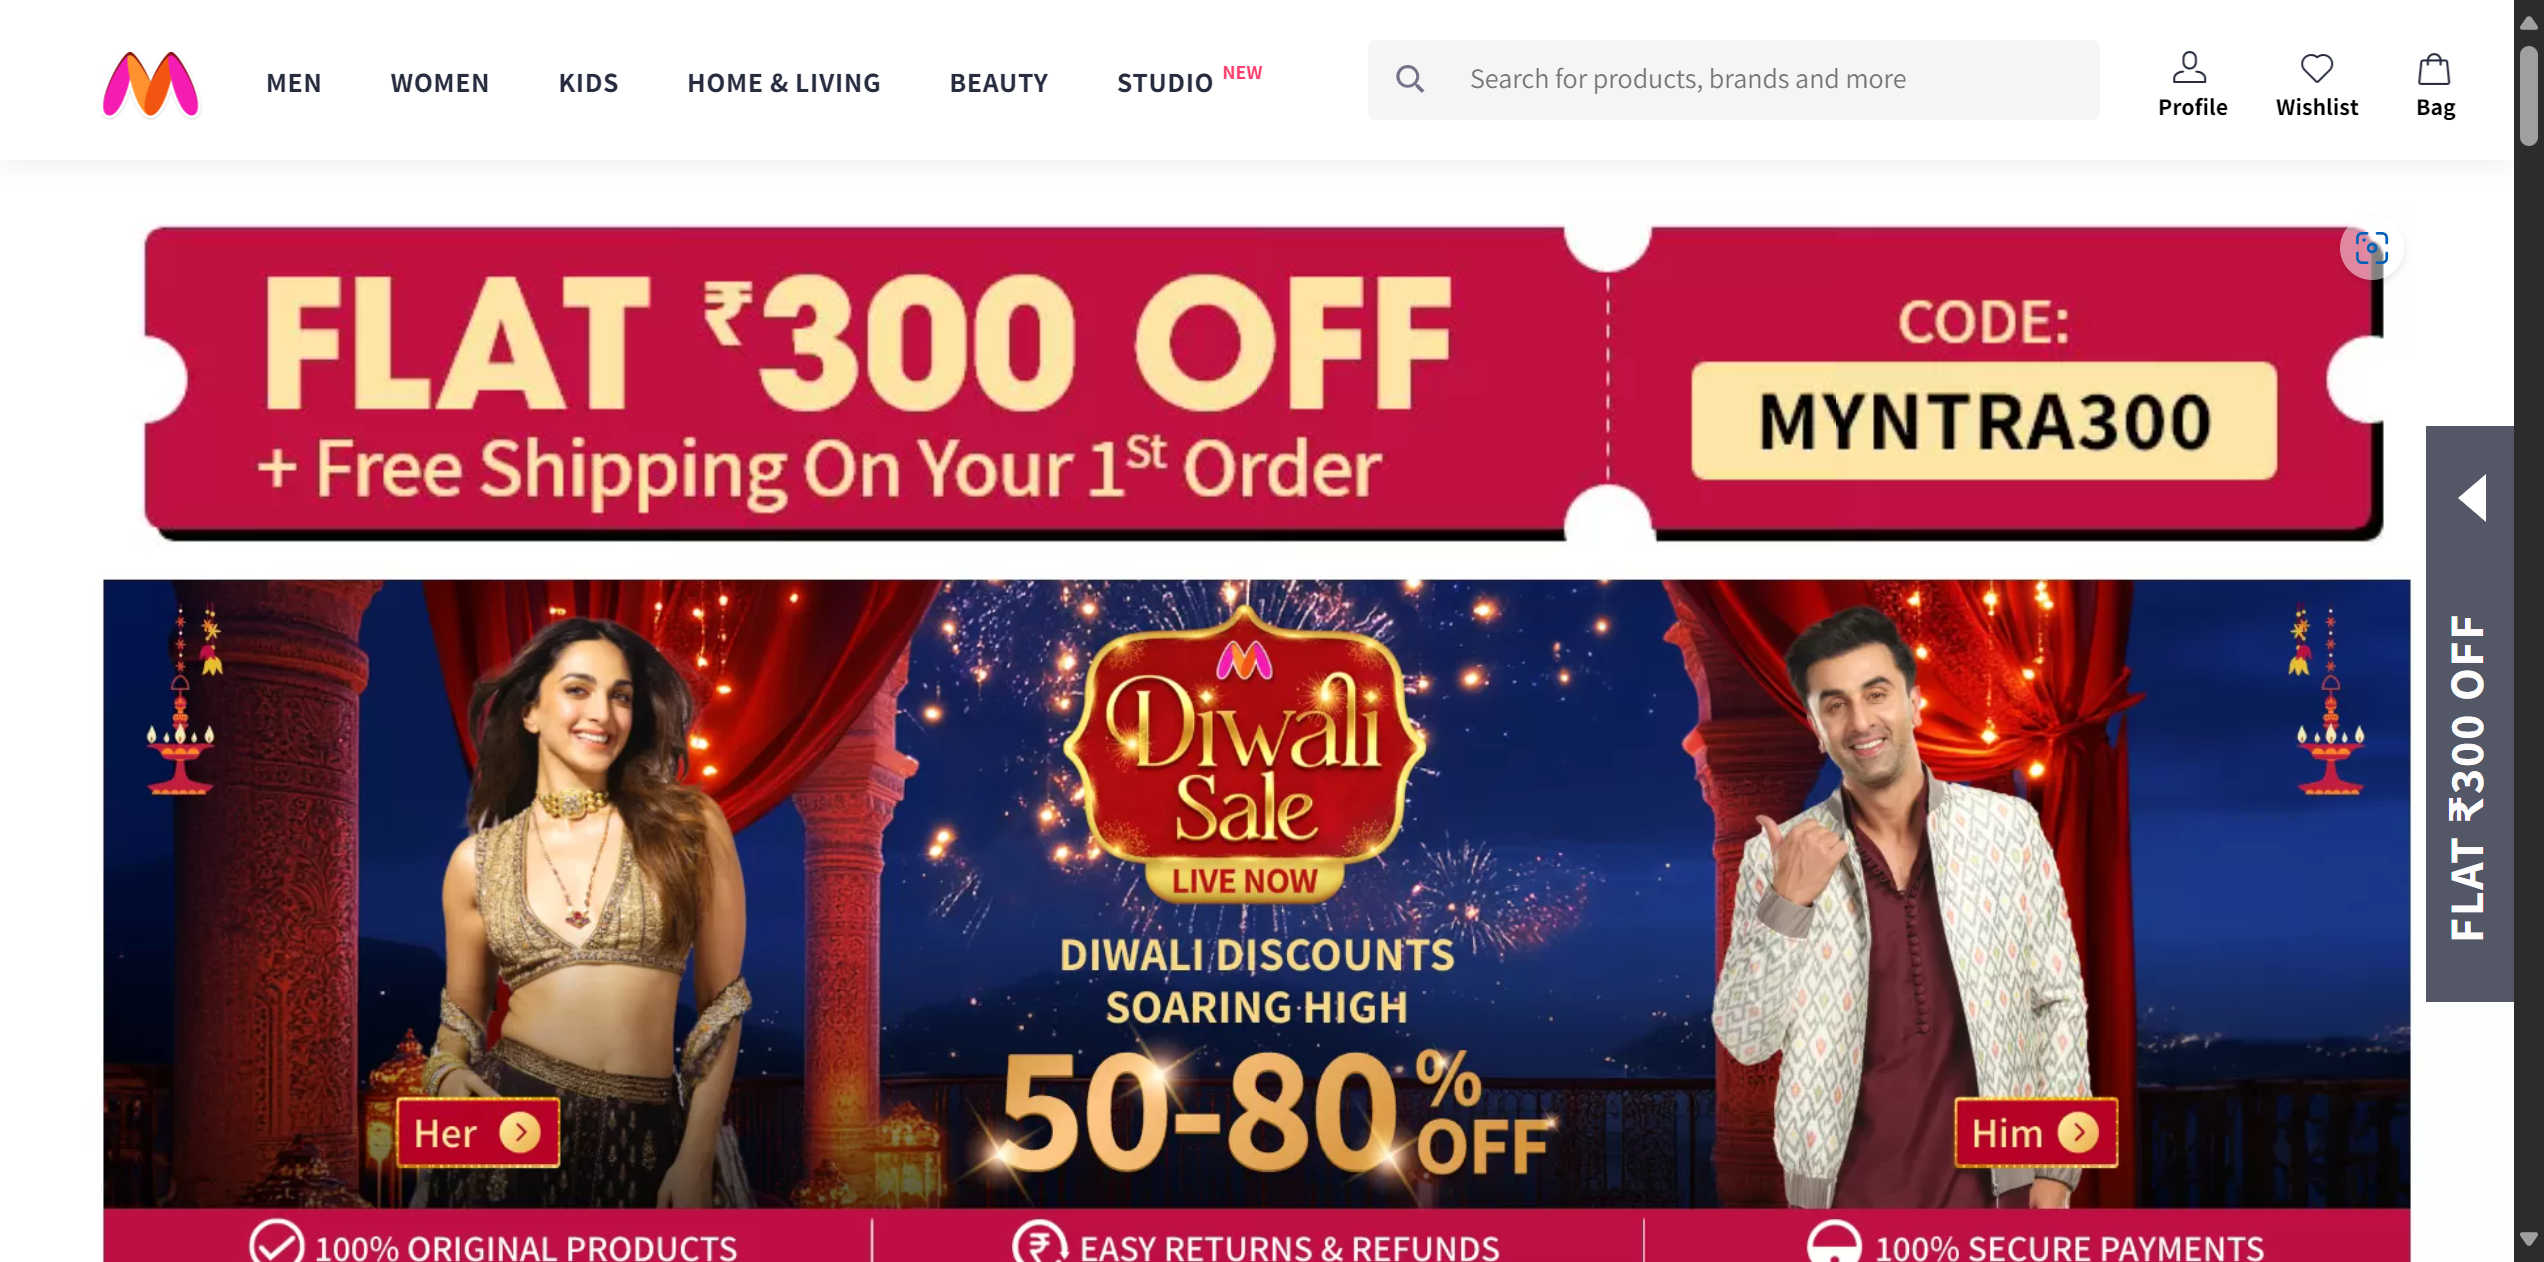 MEN WOMEN KIDS HOME & LIVING BEAUTY STUDIO NEW
Search for products, brands and more
Profile Wishlist Bag
FLAT ₹300 OFF
+ Free Shipping On Your 1St Order
CODE:
MYNTRA300
FLAT ₹300 OFF
Diwali
Sale
LIVE NOW
DIWALI DISCOUNTS
SOARING HIGH
50-80% OFF
Her
Him
100% ORIGINAL PRODUCTS
EASY RETURNS & REFUNDS
100% SECURE PAYMENTS